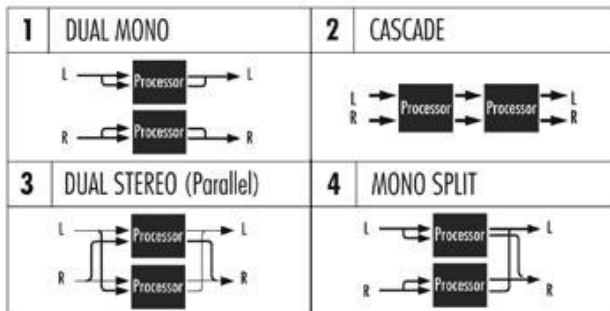 1 DUAL MONO
L Processor L
R Processor R
2 CASCADE
L Processor Processor L
R R
3 DUAL STEREO (Parallel)
L Processor L
R Processor R
4 MONO SPLIT
L Processor L
R Processor R